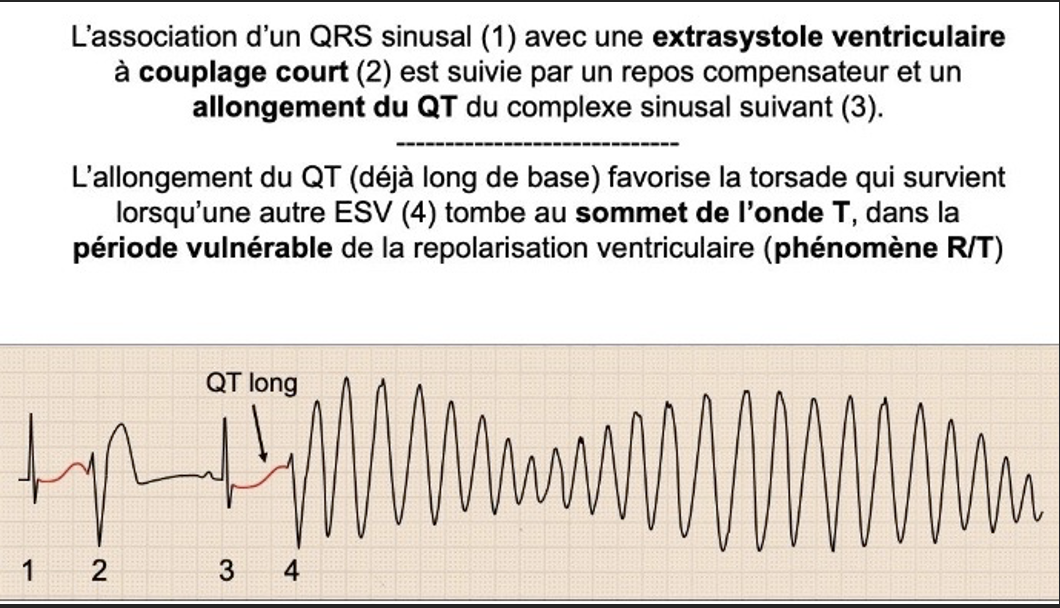 L'association d'un QRS sinusal (1) avec une extrasystole ventriculaire
à couplage court (2) est suivie par un repos compensateur et un
allongement du QT du complexe sinusal suivant (3).
-----------------------------
L'allongement du QT (déjà long de base) favorise la torsade qui survient
lorsqu'une autre ESV (4) tombe au sommet de l'onde T, dans la
période vulnérable de la repolarisation ventriculaire (phénomène R/T)
QT long
1 2 3 4